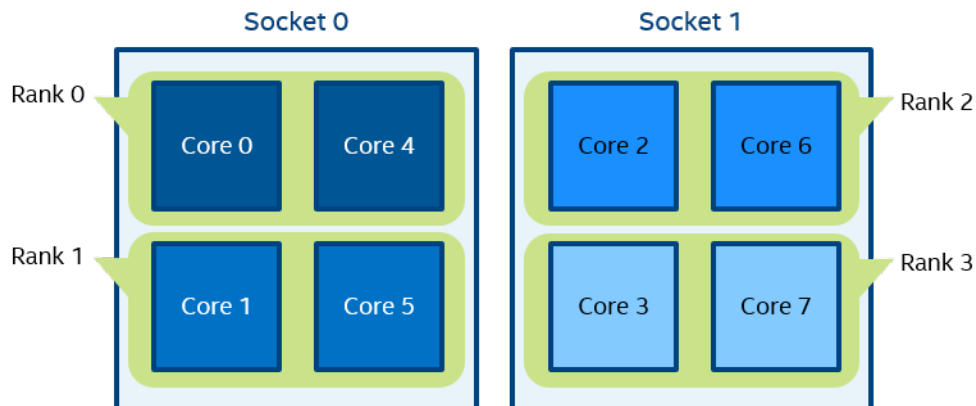 Socket 0
Socket 1
Rank 0
Core 0
Core 4
Core 2
Core 6
Rank 2
Rank 1
Core 1
Core 5
Core 3
Core 7
Rank 3